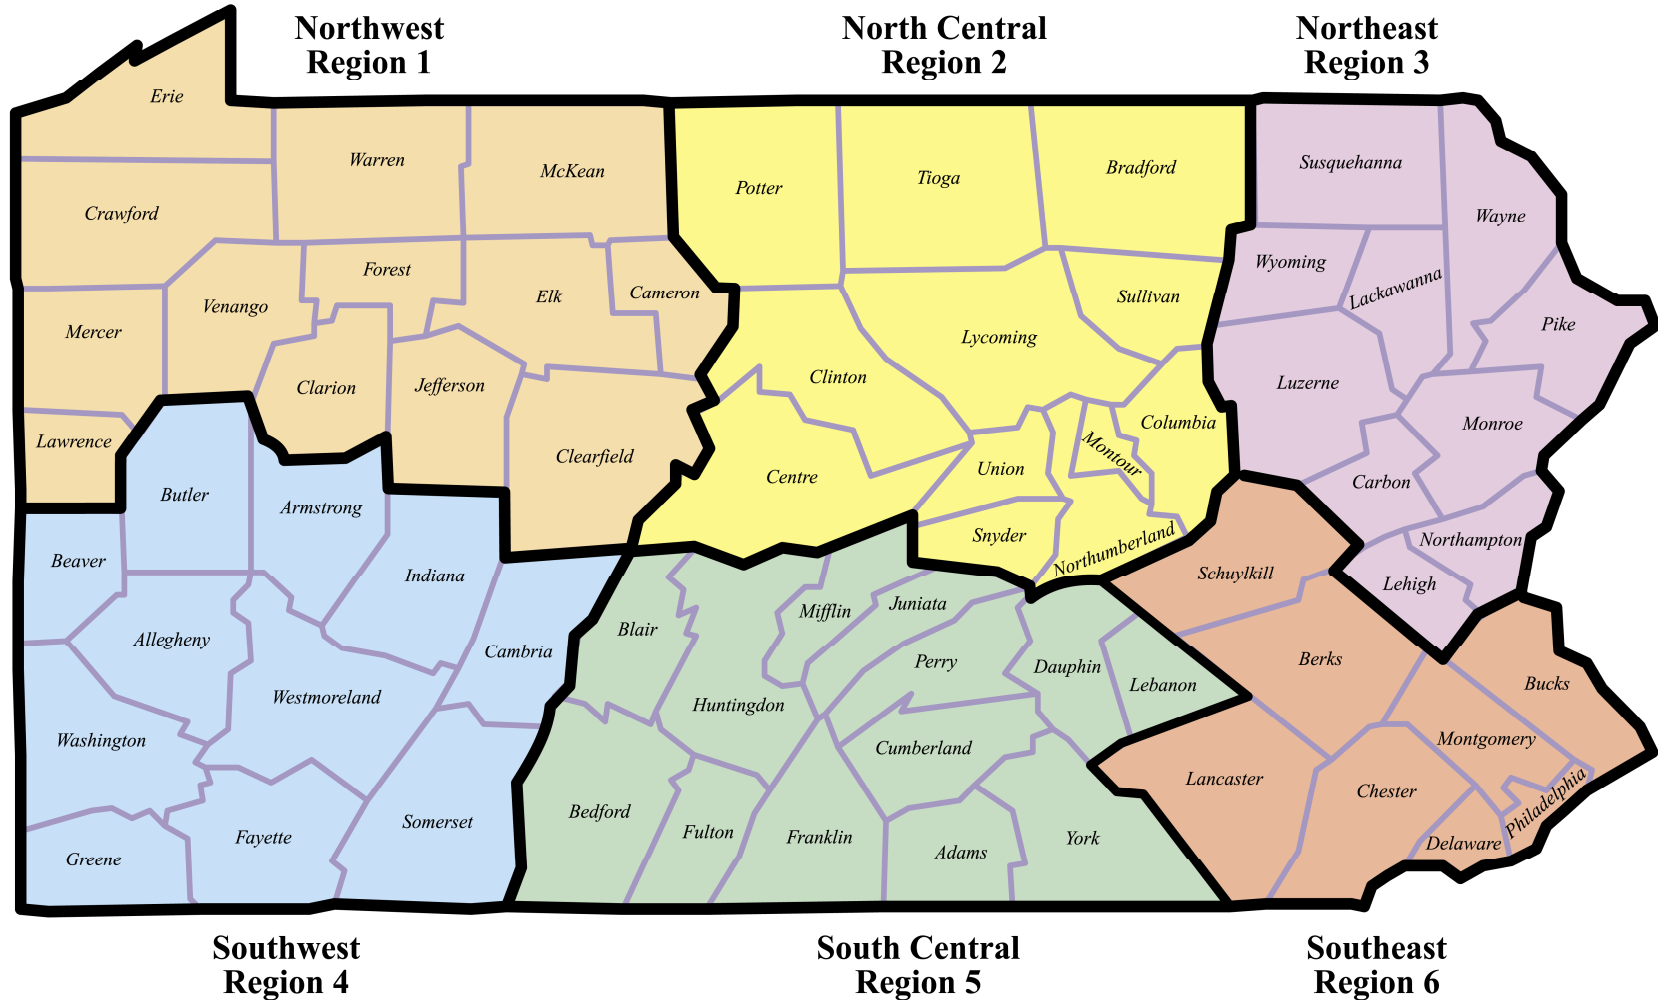 Northwest
Region 1
North Central
Region 2
Northeast
Region 3
Erie
Warren
McKean
Crawford
Forest
Venango
Elk
Cameron
Mercer
Clarion
Jefferson
Lawrence
Clearfield
Potter
Tioga
Bradford
Sullivan
Lycoming
Clinton
Columbia
Montour
Centre
Union
Snyder
Northumberland
Susquehanna
Wayne
Wyoming
Lackawanna
Pike
Luzerne
Monroe
Carbon
Northampton
Lehigh
Butler
Armstrong
Beaver
Indiana
Allegheny
Cambria
Westmoreland
Washington
Somerset
Fayette
Greene
Blair
Mifflin
Juniata
Perry
Dauphin
Lebanon
Huntingdon
Cumberland
Bedford
Fulton
Franklin
Adams
York
Schuylkill
Berks
Bucks
Montgomery
Lancaster
Chester
Philadelphia
Delaware
Southwest
Region 4
South Central
Region 5
Southeast
Region 6